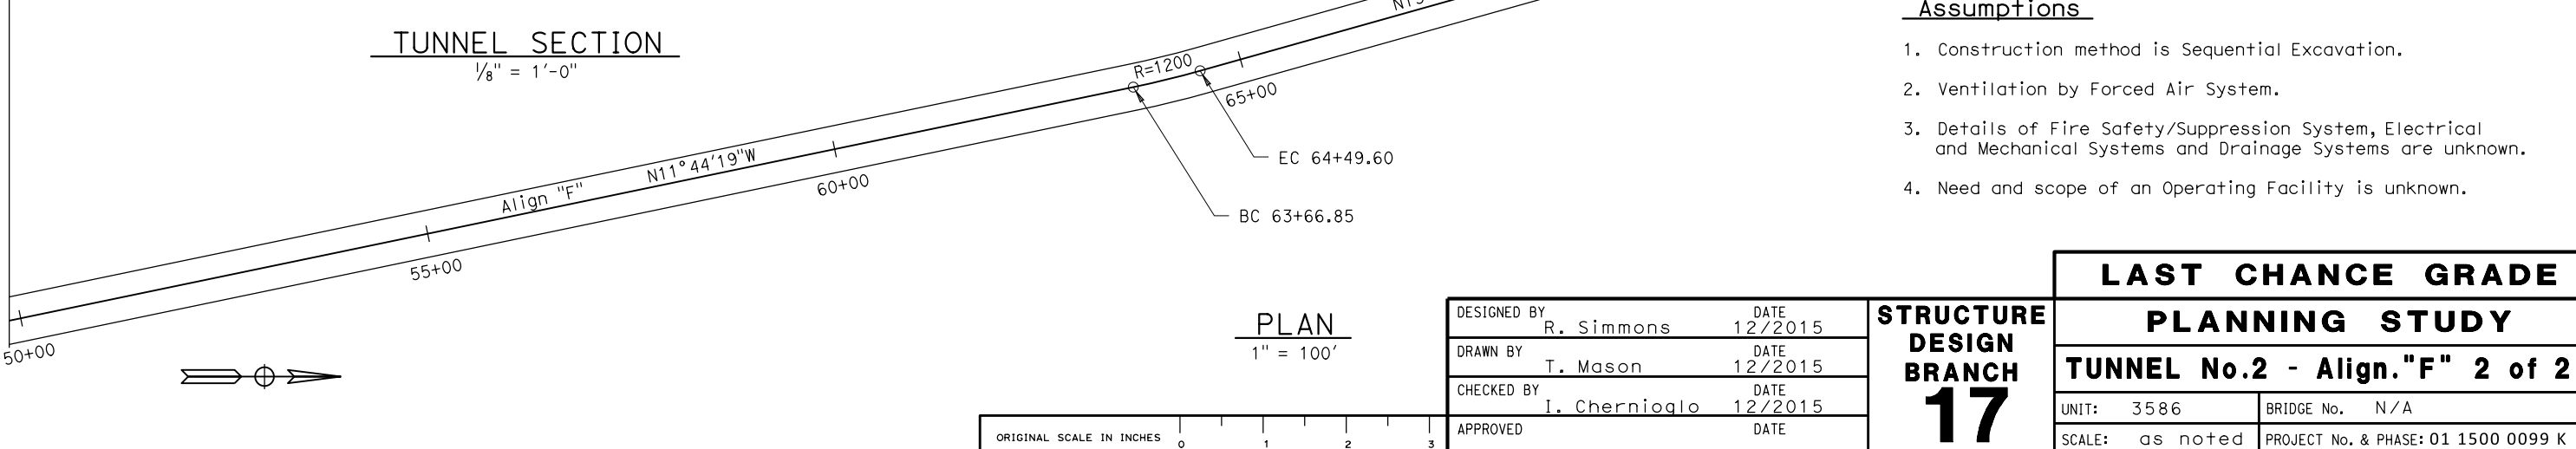 TUNNEL SECTION
1/8" = 1'-0"
R=1200
65+00
EC 64+49.60
BC 63+66.85
60+00
N11°44'19"W
Align "F"
55+00
50+00
PLAN
1" = 100'
Assumptions
1. Construction method is Sequential Excavation.
2. Ventilation by Forced Air System.
3. Details of Fire Safety/Suppression System, Electrical
and Mechanical Systems and Drainage Systems are unknown.
4. Need and scope of an Operating Facility is unknown.
ORIGINAL SCALE IN INCHES 0 1 2 3
DESIGNED BY R. Simmons DATE 12/2015
DRAWN BY T. Mason DATE 12/2015
CHECKED BY I. Chernioglo DATE 12/2015
APPROVED DATE
STRUCTURE
DESIGN
BRANCH
17
LAST CHANCE GRADE
PLANNING STUDY
TUNNEL No.2 - Align."F" 2 of 2
UNIT: 3586
BRIDGE No. N/A
SCALE: as noted
PROJECT No. & PHASE: 01 1500 0099 K